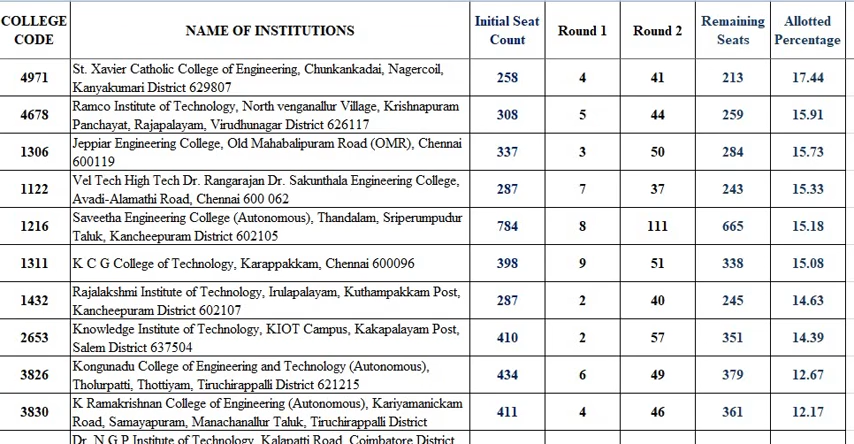 COLLEGE CODE NAME OF INSTITUTIONS Initial Seat Count Round 1 Round 2 Remaining Seats Allotted Percentage
4971 St. Xavier Catholic College of Engineering, Chunkankadai, Nagercoil,
Kanyakumari District 629807 258 4 41 213 17.44
4678 Ramco Institute of Technology, North venganallur Village, Krishnapuram
Panchayat, Rajapalayam, Virudhunagar District 626117 308 5 44 259 15.91
1306 Jeppiar Engineering College, Old Mahabalipuram Road (OMR), Chennai
600119 337 3 50 284 15.73
1122 Vel Tech High Tech Dr. Rangarajan Dr. Sakunthala Engineering College,
Avadi-Alamathi Road, Chennai 600 062 287 7 37 243 15.33
1216 Saveetha Engineering College (Autonomous), Thandalam, Sriperumpudur
Taluk, Kancheepuram District 602105 784 8 111 665 15.18
1311 K C G College of Technology, Karappakkam, Chennai 600096 398 9 51 338 15.08
1432 Rajalakshmi Institute of Technology, Irulapalayam, Kuthampakkam Post,
Kancheepuram District 602107 287 2 40 245 14.63
2653 Knowledge Institute of Technology, KIOT Campus, Kakapalayam Post,
Salem District 637504 410 2 57 351 14.39
3826 Kongunadu College of Engineering and Technology (Autonomous),
Tholurpatti, Thottiyam, Tiruchirappalli District 621215 434 6 49 379 12.67
3830 K Ramakrishnan College of Engineering (Autonomous), Kariyamanickam
Road, Samayapuram, Manachanallur Taluk, Tiruchirappalli District 411 4 46 361 12.17
Dr. N G P Institute of Technology, Kalapatti Road, Coimbatore District